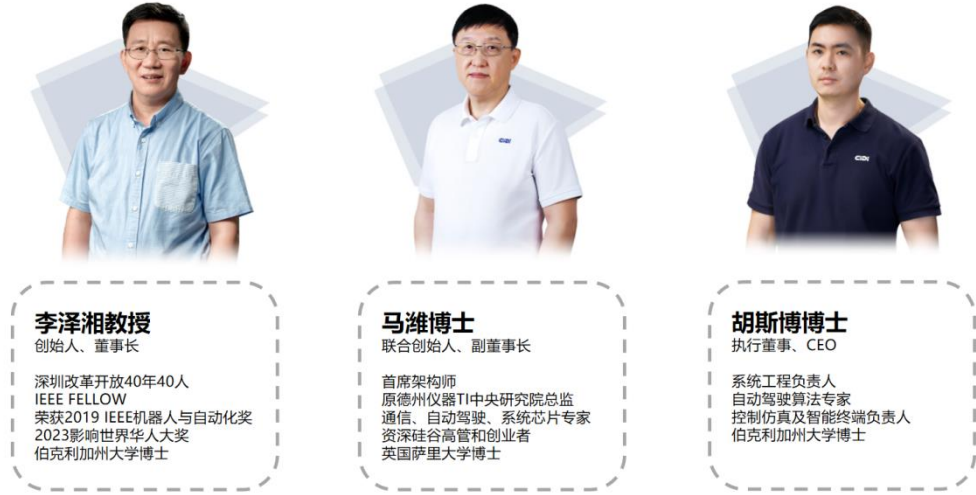 CiDi
CiDi
李泽湘教授
创始人、董事长
深圳改革开放40年40人
IEEE FELLOW
荣获2019 IEEE机器人与自动化奖
2023影响世界华人大奖
伯克利加州大学博士
马潍博士
联合创始人、副董事长
首席架构师
原德州仪器TI中央研究院总监
通信、自动驾驶、系统芯片专家
资深硅谷高管和创业者
英国萨里大学博士
胡斯博博士
执行董事、CEO
系统工程负责人
自动驾驶算法专家
控制仿真及智能终端负责人
伯克利加州大学博士